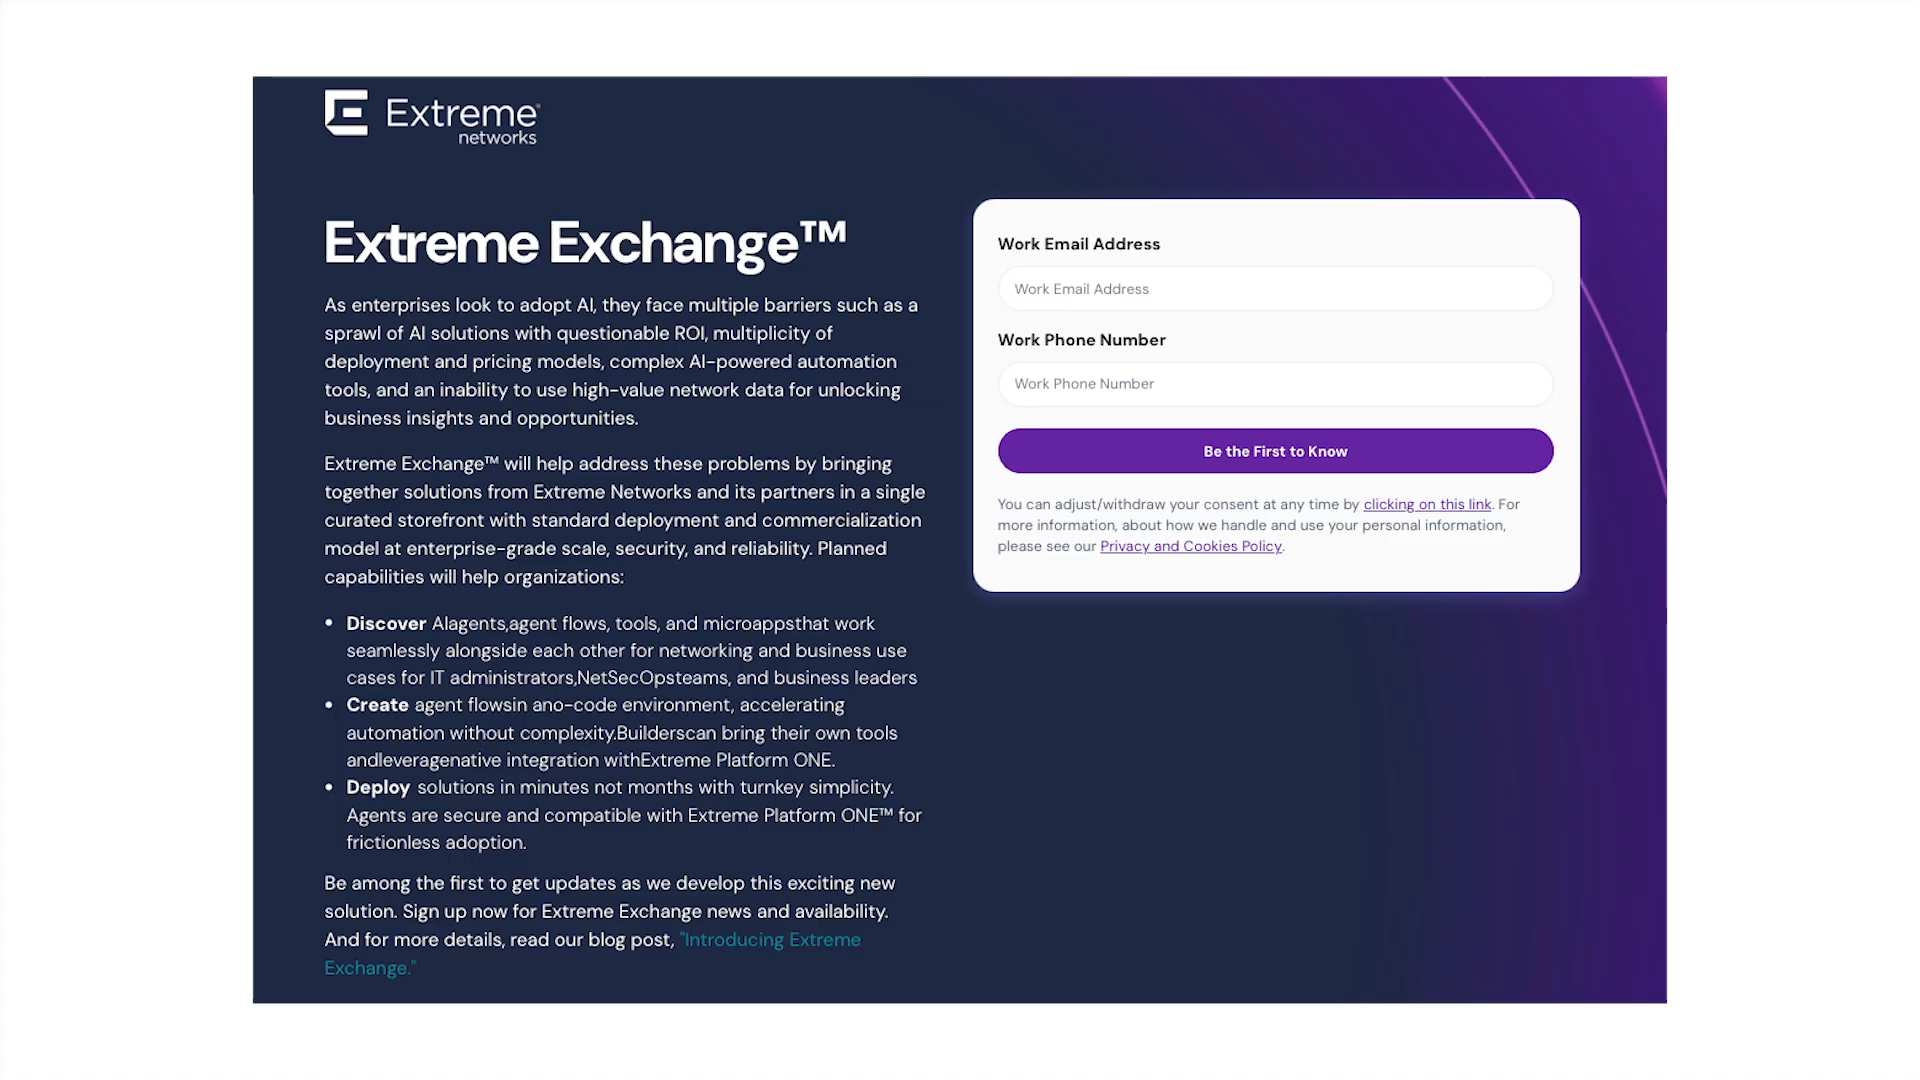 Extreme
networks
Extreme Exchange™
As enterprises look to adopt AI, they face multiple barriers such as a
sprawl of AI solutions with questionable ROI, multiplicity of
deployment and pricing models, complex AI-powered automation
tools, and an inability to use high-value network data for unlocking
business insights and opportunities.
Extreme Exchange™ will help address these problems by bringing
together solutions from Extreme Networks and its partners in a single
curated storefront with standard deployment and commercialization
model at enterprise-grade scale, security, and reliability. Planned
capabilities will help organizations:
• Discover AIagents,agent flows, tools, and microappsthat work
seamlessly alongside each other for networking and business use
cases for IT administrators,NetSecOpsteams, and business leaders
• Create agent flowsin ano-code environment, accelerating
automation without complexity.Builderscan bring their own tools
andleveragenative integration withExtreme Platform ONE.
• Deploy solutions in minutes not months with turnkey simplicity.
Agents are secure and compatible with Extreme Platform ONE™ for
frictionless adoption.
Be among the first to get updates as we develop this exciting new
solution. Sign up now for Extreme Exchange news and availability.
And for more details, read our blog post, "Introducing Extreme
Exchange."
Work Email Address
Work Email Address
Work Phone Number
Work Phone Number
Be the First to Know
You can adjust/withdraw your consent at any time by clicking on this link. For
more information, about how we handle and use your personal information,
please see our Privacy and Cookies Policy.